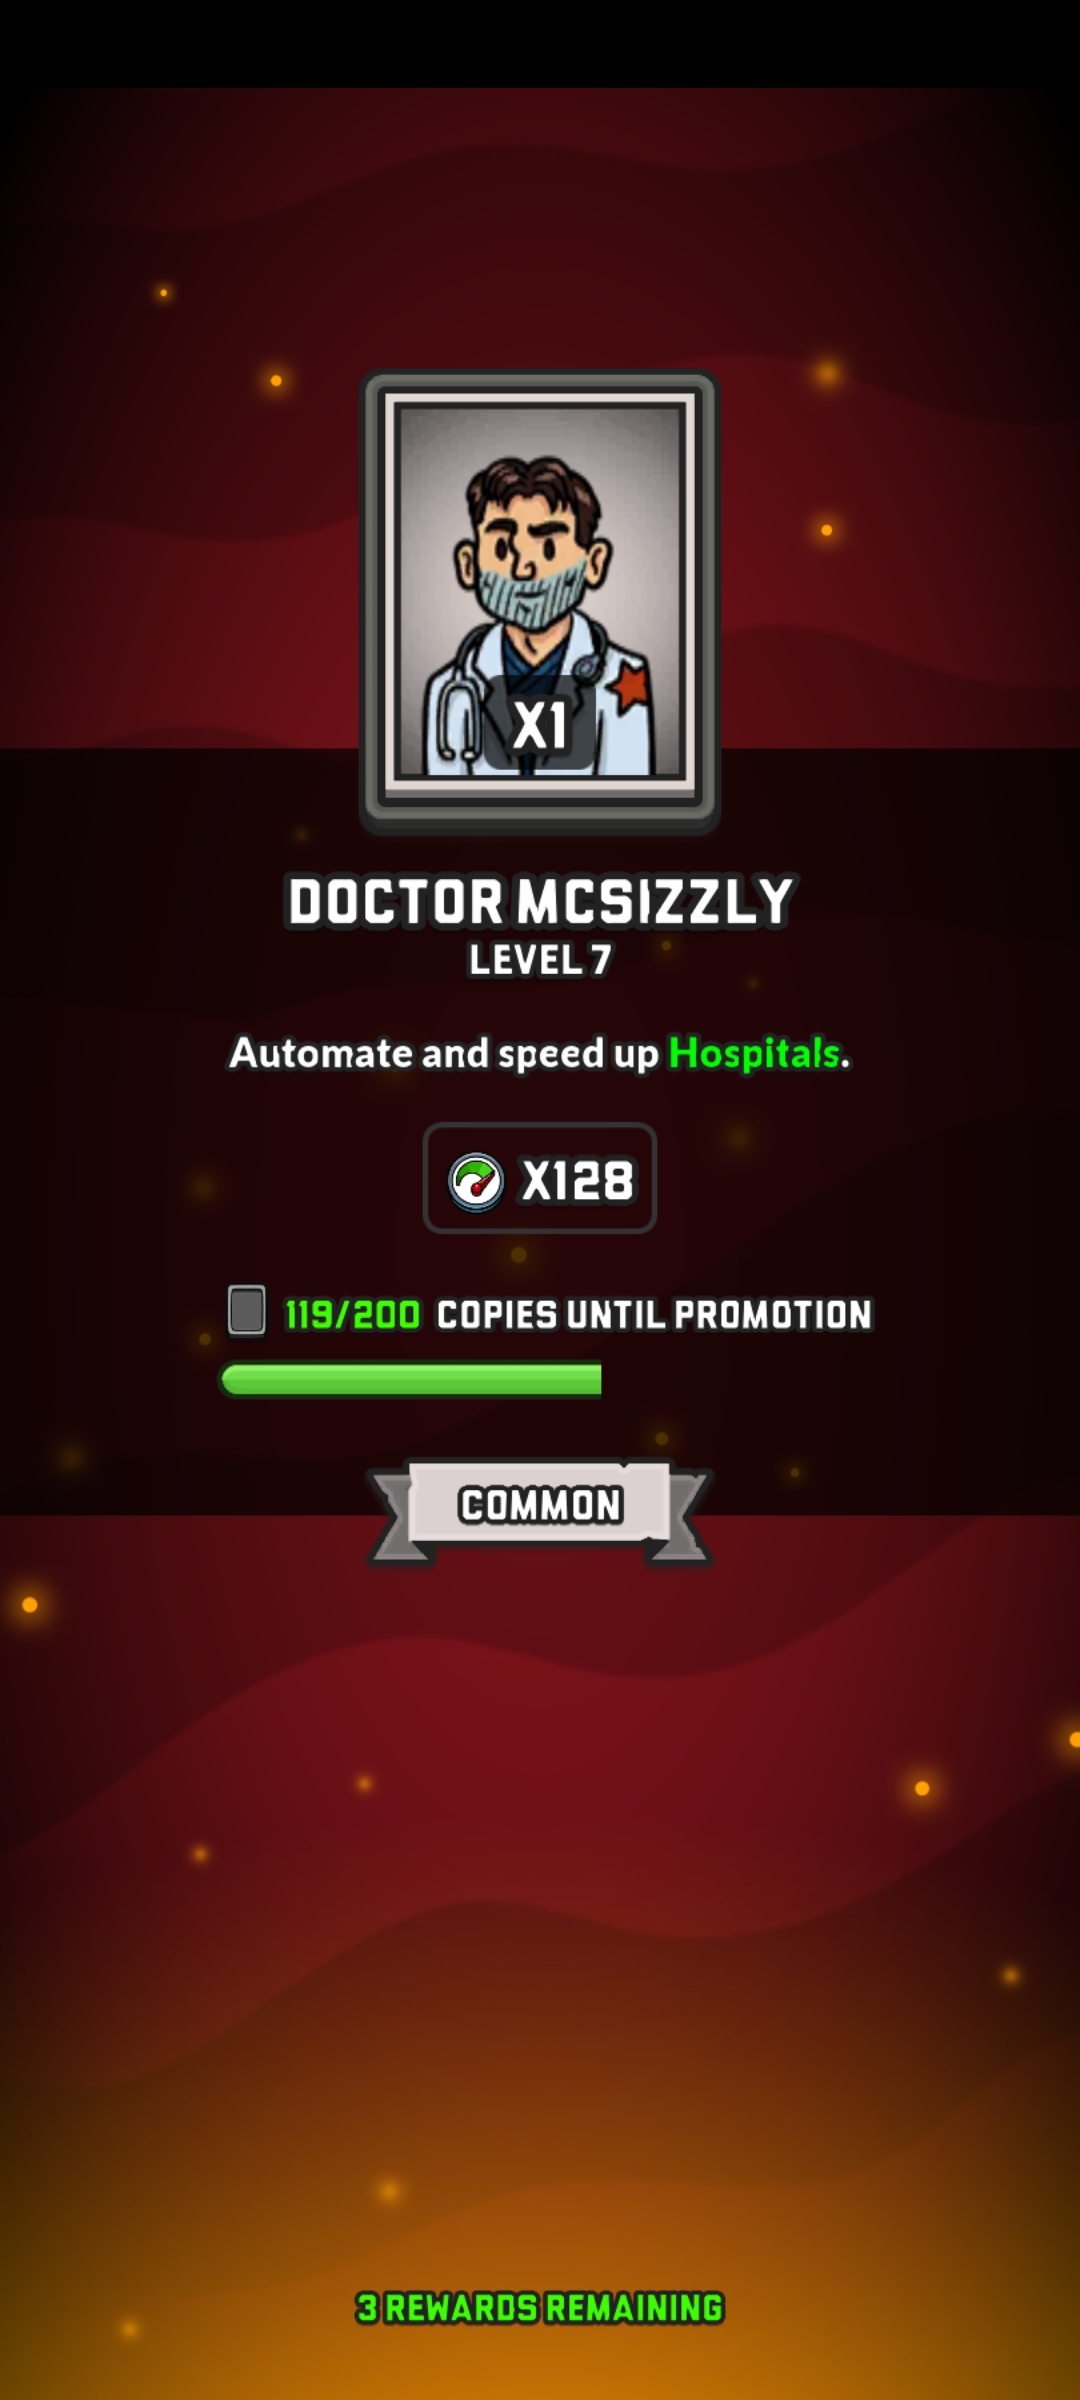 X1
DOCTOR MCSIZZLY
LEVEL 7
Automate and speed up Hospitals.
X128
119/200 COPIES UNTIL PROMOTION
COMMON
3 REWARDS REMAINING